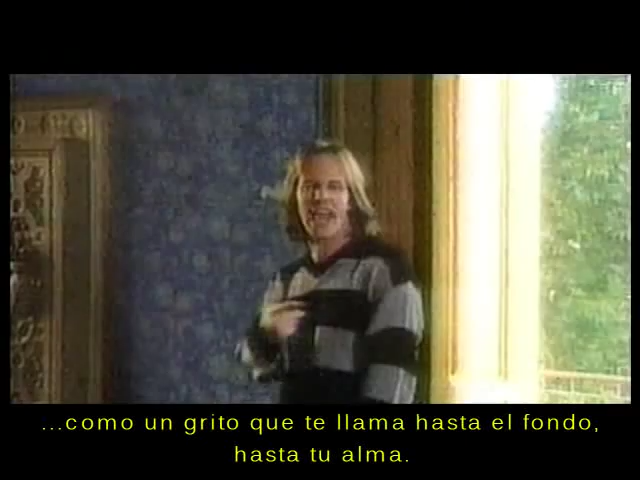 ...como un grito que te llama hasta el fondo,
hasta tu alma.